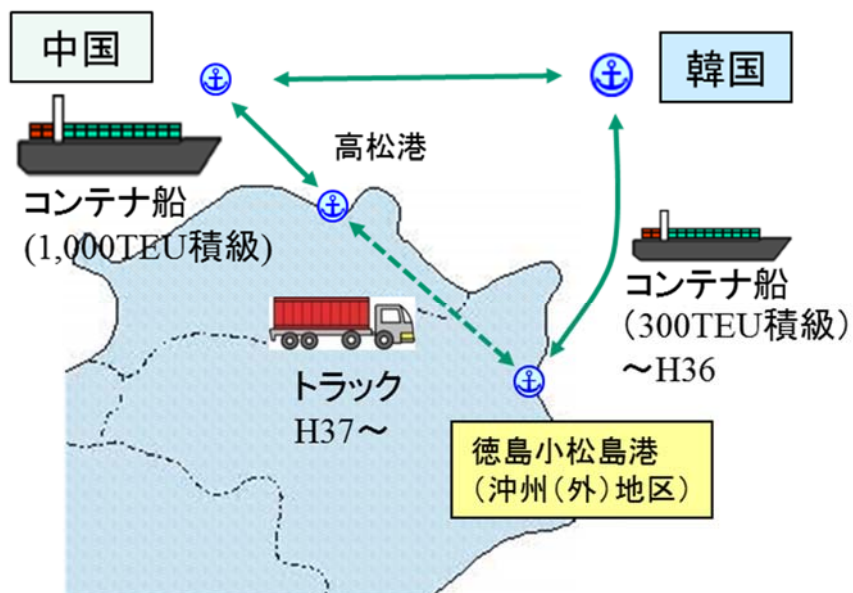 中国
韓国
高松港
コンテナ船
(1,000TEU積級)
コンテナ船
(300TEU積級)
～H36
トラック
H37～
徳島小松島港
(沖州(外)地区)